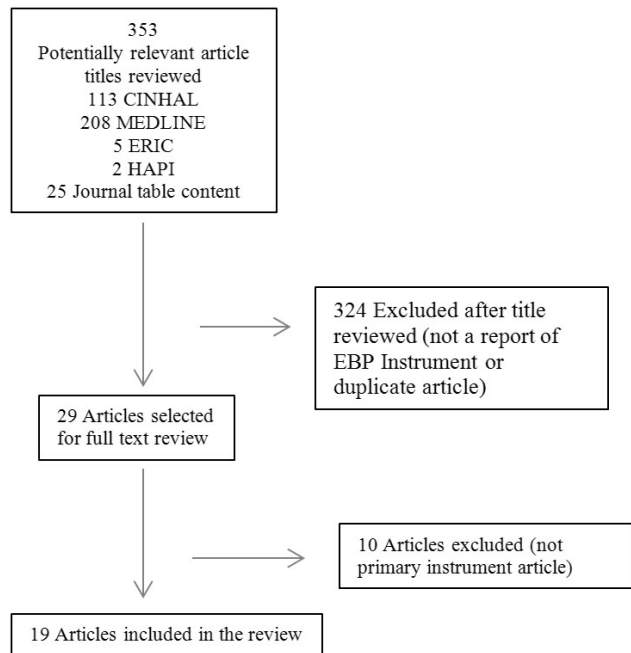 353
Potentially relevant article
titles reviewed
113 CINHAL
208 MEDLINE
5 ERIC
2 HAPI
25 Journal table content
324 Excluded after title
reviewed (not a report of
EBP Instrument or
duplicate article)
29 Articles selected
for full text review
10 Articles excluded (not
primary instrument article)
19 Articles included in the review